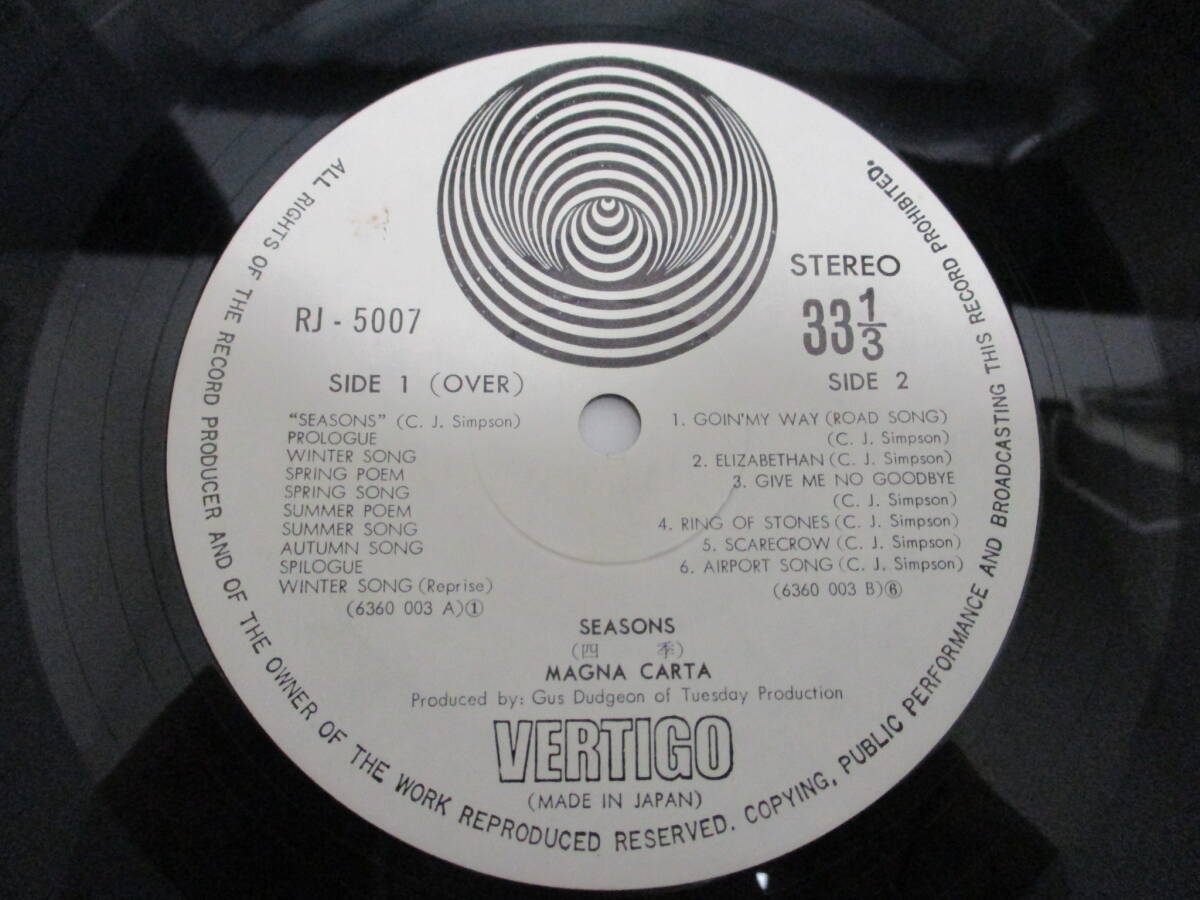 STEREO
33 1/3
RJ - 5007
SIDE 1 (OVER)
"SEASONS" (C. J. Simpson)
PROLOGUE
WINTER SONG
SPRING POEM
SPRING SONG
SUMMER POEM
SUMMER SONG
AUTUMN SONG
SPILOGUE
WINTER SONG (Reprise)
(6360 003 A)①
SIDE 2
1. GOIN'MY WAY (ROAD SONG)
(C. J. Simpson)
2. ELIZABETHAN (C. J. Simpson)
3. GIVE ME NO GOODBYE
(C. J. Simpson)
4. RING OF STONES (C. J. Simpson)
5. SCARECROW (C. J. Simpson)
6. AIRPORT SONG (C. J. Simpson)
(6360 003 B)⑥
SEASONS
(四 季)
MAGNA CARTA
Produced by: Gus Dudgeon of Tuesday Production
VERTIGO
(MADE IN JAPAN)
ALL RIGHTS OF THE RECORD PRODUCER AND OF THE OWNER OF THE WORK REPRODUCED RESERVED. COPYING, PUBLIC PERFORMANCE AND BROADCASTING THIS RECORD PROHIBITED.